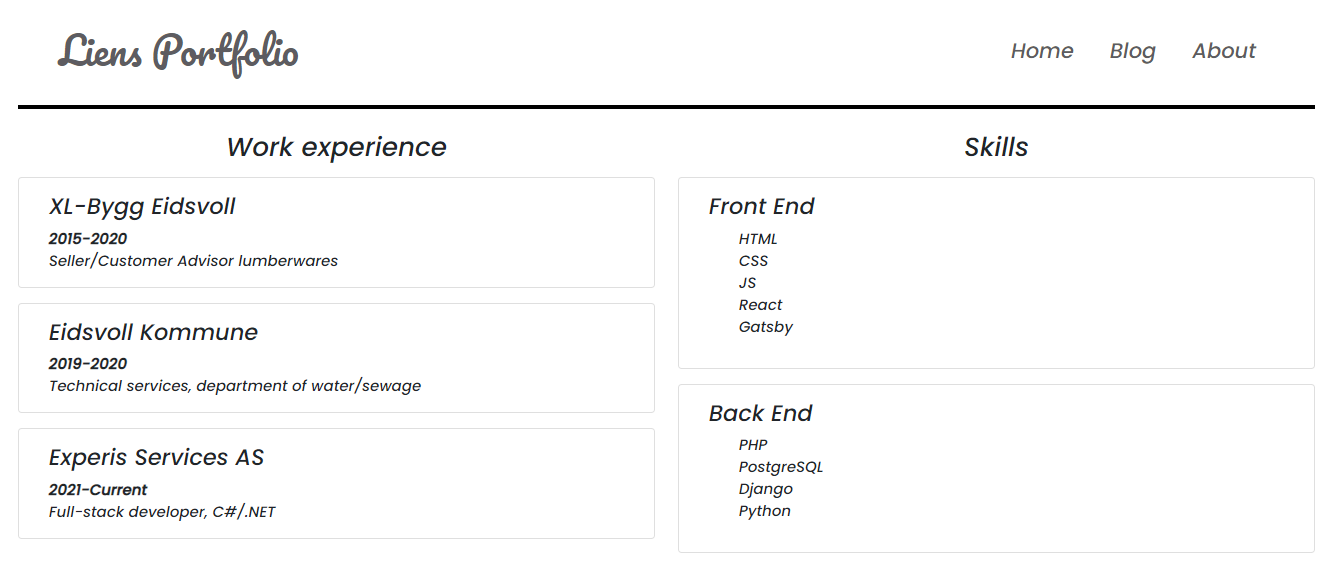 Liens Portfolio
Home Blog About
Work experience
XL-Bygg Eidsvoll
2015-2020
Seller/Customer Advisor lumberwares
Eidsvoll Kommune
2019-2020
Technical services, department of water/sewage
Experis Services AS
2021-Current
Full-stack developer, C#/.NET
Skills
Front End
HTML
CSS
JS
React
Gatsby
Back End
PHP
PostgreSQL
Django
Python